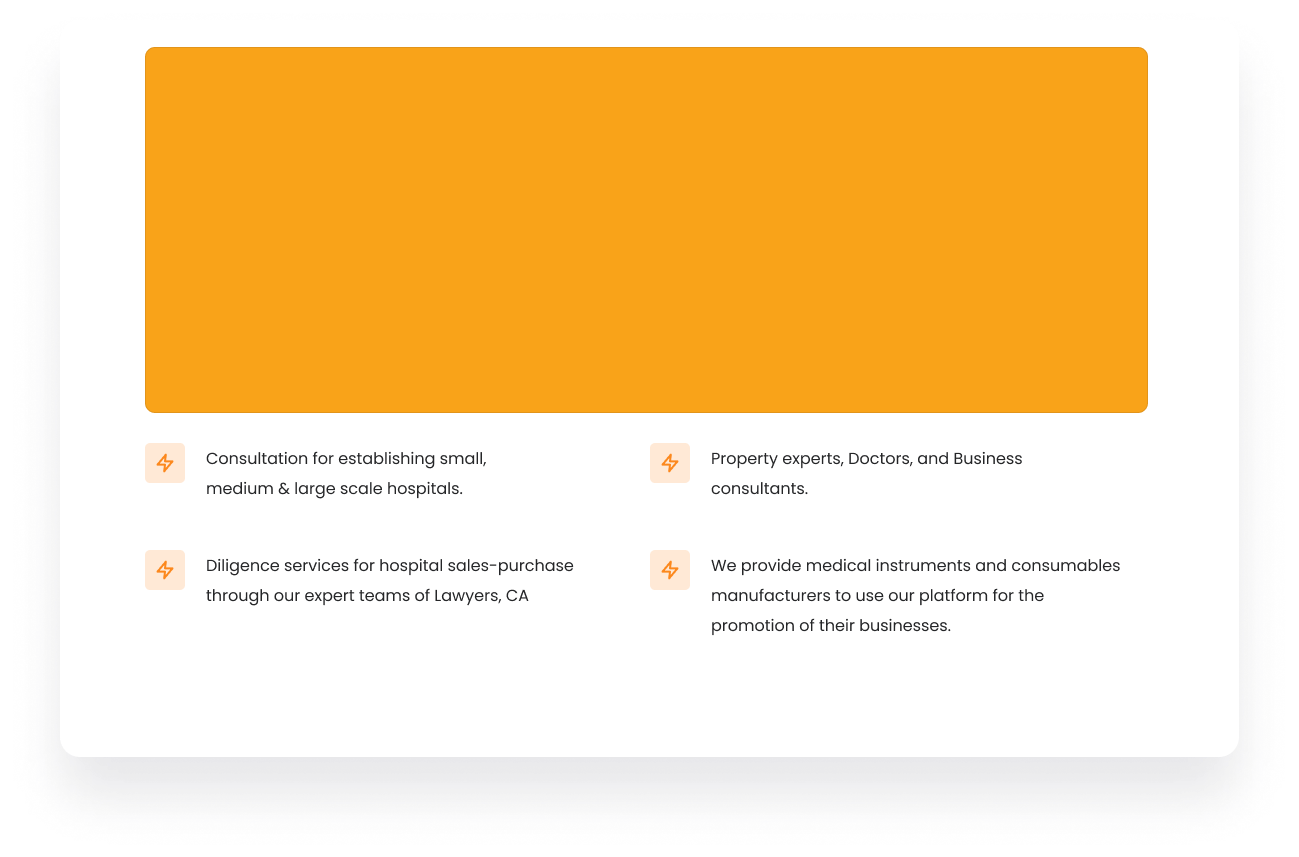 Consultation for establishing small,
medium & large scale hospitals.
Property experts, Doctors, and Business
consultants.
Diligence services for hospital sales-purchase
through our expert teams of Lawyers, CA
We provide medical instruments and consumables
manufacturers to use our platform for the
promotion of their businesses.